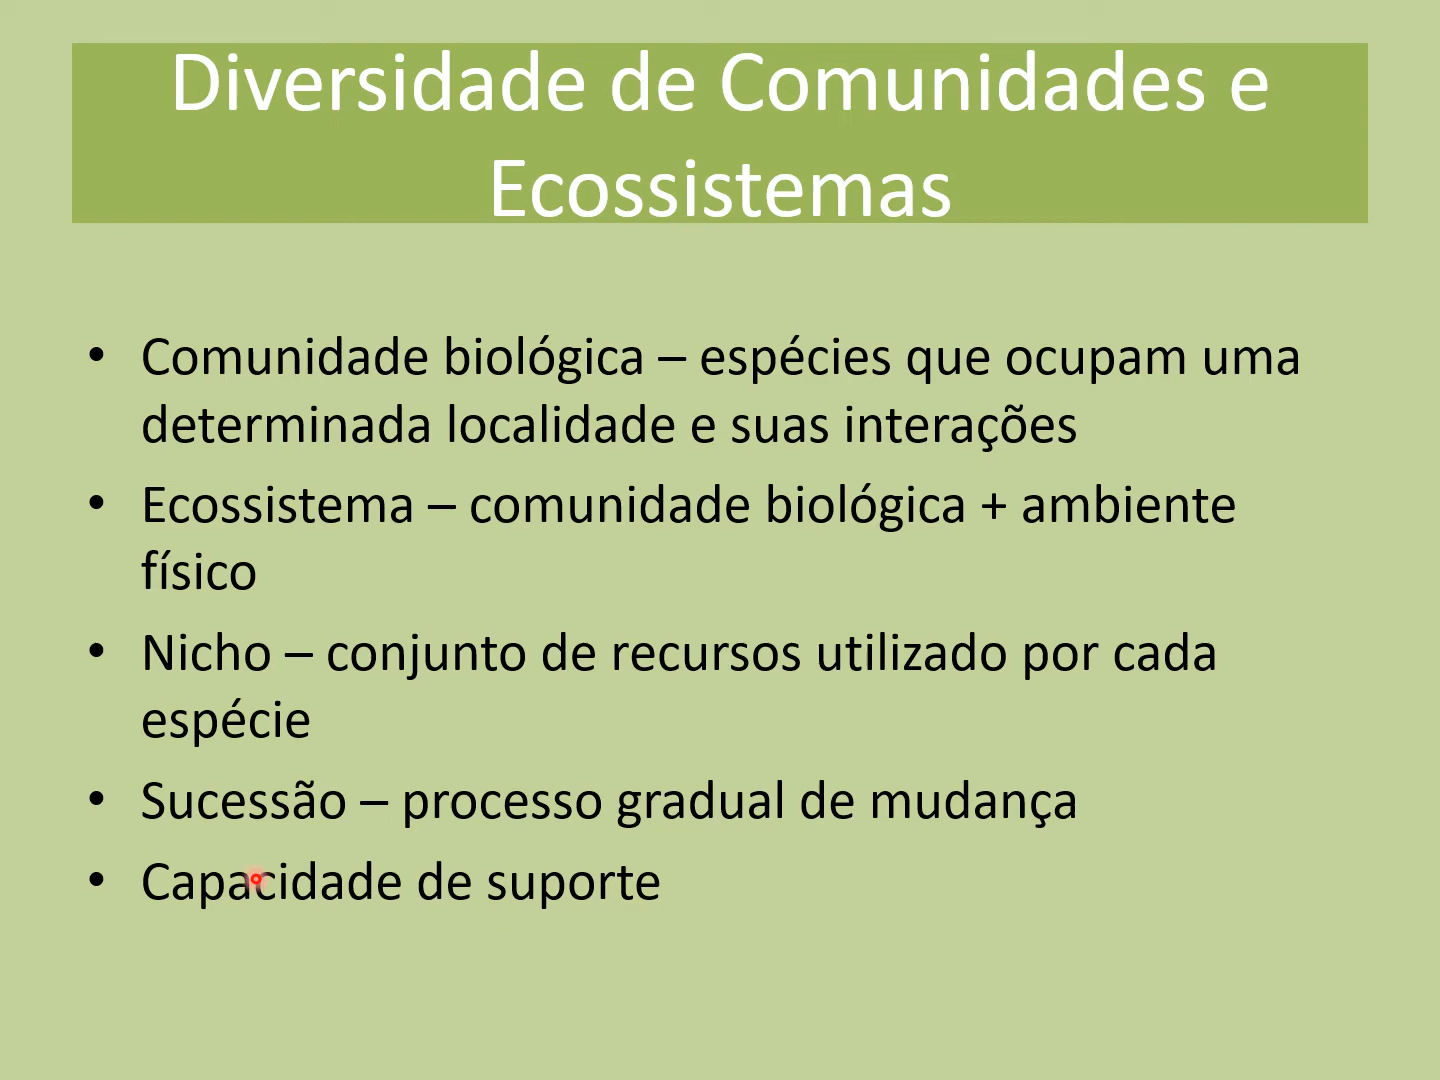 Diversidade de Comunidades e
Ecossistemas
• Comunidade biológica – espécies que ocupam uma
determinada localidade e suas interações
• Ecossistema – comunidade biológica + ambiente
físico
• Nicho – conjunto de recursos utilizado por cada
espécie
• Sucessão – processo gradual de mudança
• Capacidade de suporte